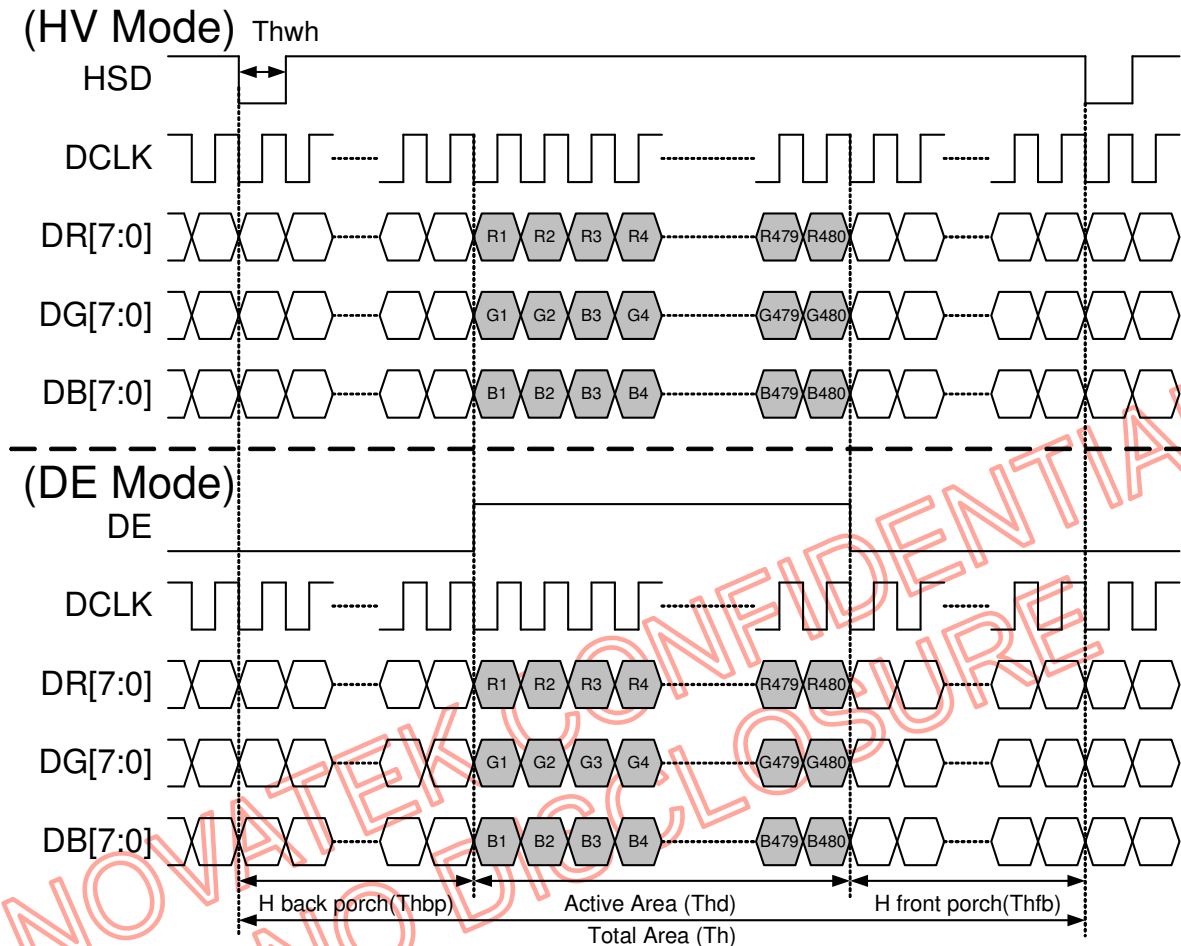 (HV Mode) Thwh
HSD
DCLK
DR[7:0] R1 R2 R3 R4 R479 R480
DG[7:0] G1 G2 B3 G4 G479 G480
DB[7:0] B1 B2 B3 B4 B479 B480
(DE Mode)
DE
DCLK
DR[7:0] R1 R2 R3 R4 R479 R480
DG[7:0] G1 G2 G3 G4 G479 G480
DB[7:0] B1 B2 B3 B4 B479 B480
H back porch(Thbp) Active Area (Thd) H front porch(Thfb)
Total Area (Th)
NOVATEK CONFIDENTIA
NO DISCLOSURE